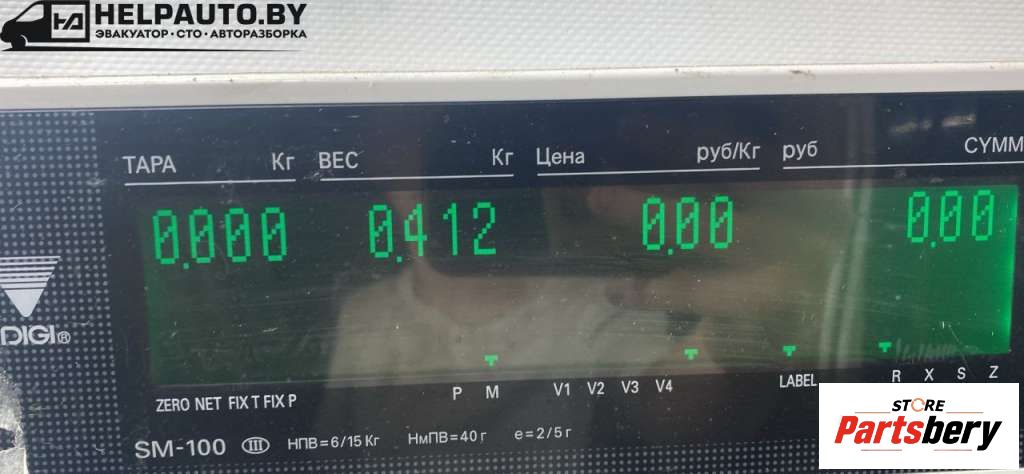 HELPAUTO.BY
ЭВАКУАТОР · СТО · АВТОРАЗБОРКА
ТАРА Кг ВЕС Кг Цена руб/Кг руб СУММ
0.000 0.412 0.00 0.00
DIGI®
P M V1 V2 V3 V4 LABEL R X S Z
ZERO NET FIX T FIX P
SM-100 III НПВ=6/15 Кг НмПВ=40 г e=2/5 г
STORE
Partsbery